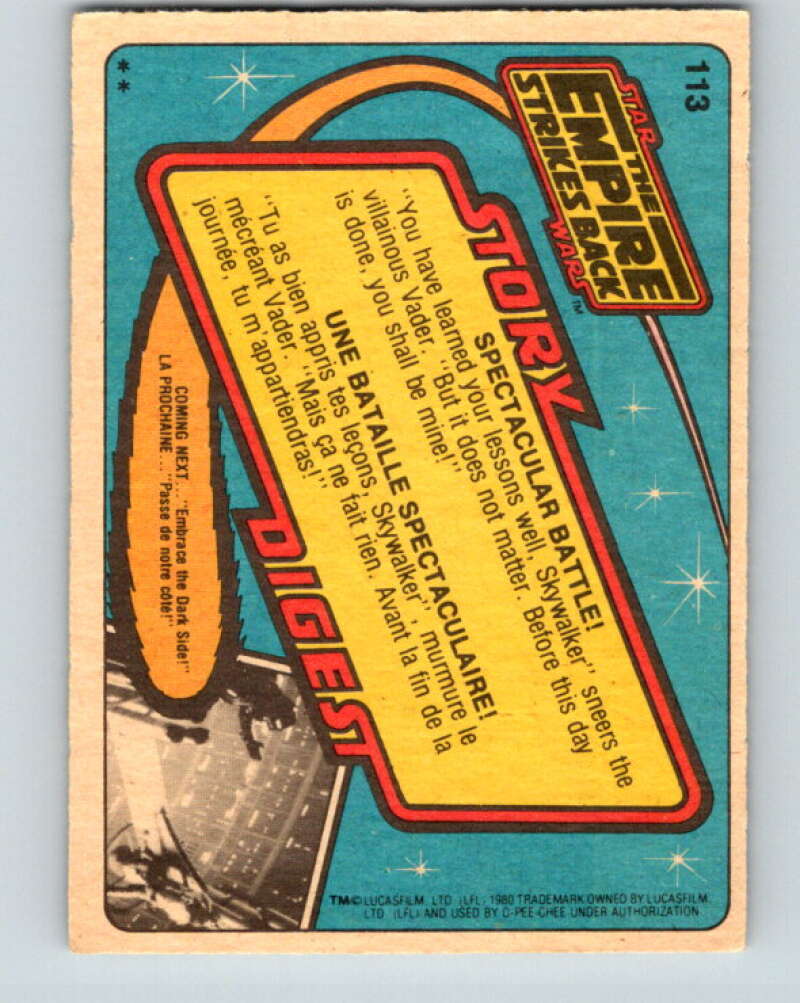 113
STAR
THE
EMPIRE
STRIKES BACK
WARS™
STORY
SPECTACULAR BATTLE!
"You have learned your lessons well, Skywalker" sneers the
villainous Vader. "But it does not matter. Before this day
is done, you shall be mine!"
UNE BATAILLE SPECTACULAIRE!
"Tu as bien appris tes leçons, Skywalker", murmure le
mécréant Vader. "Mais ça ne fait rien. Avant la fin de la
journée, tu m'appartiendras!"
DIGEST
COMING NEXT... "Embrace the Dark Side!"
LA PROCHAINE... "Passe de notre côté!"
* *
TM© LUCASFILM, LTD. (LFL) 1980 TRADEMARK OWNED BY LUCASFILM,
LTD. (LFL) AND USED BY O-PEE-CHEE UNDER AUTHORIZATION